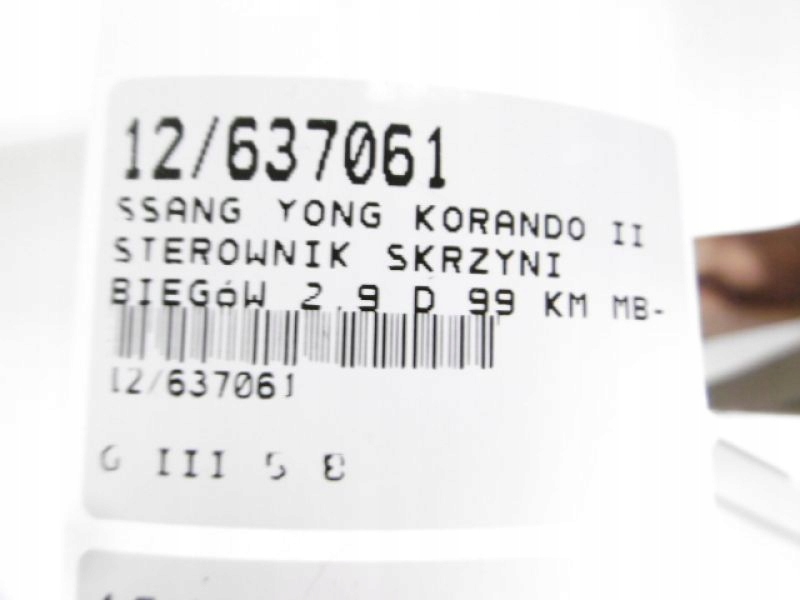 12/637061
SSANG YONG KORANDO II
STEROWNIK SKRZYNI
BIEGóW 2.9 D 99 KM MB-
12/637061
G III 5 8